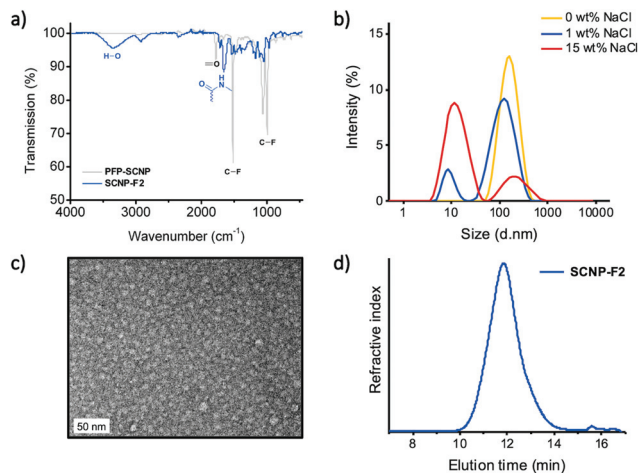 a)
100
90
80
70
60
50
Transmission (%)
H–O
=O
O
H
N
C–F
C–F
PFP-SCNP
SCNP-F2
4000
3000
2000
1000
Wavenumber (cm⁻¹)
b)
0 wt% NaCl
1 wt% NaCl
15 wt% NaCl
15
10
5
0
Intensity (%)
1
10
100
1000
10000
Size (d.nm)
c)
50 nm
d)
SCNP-F2
Refractive index
8
10
12
14
16
Elution time (min)